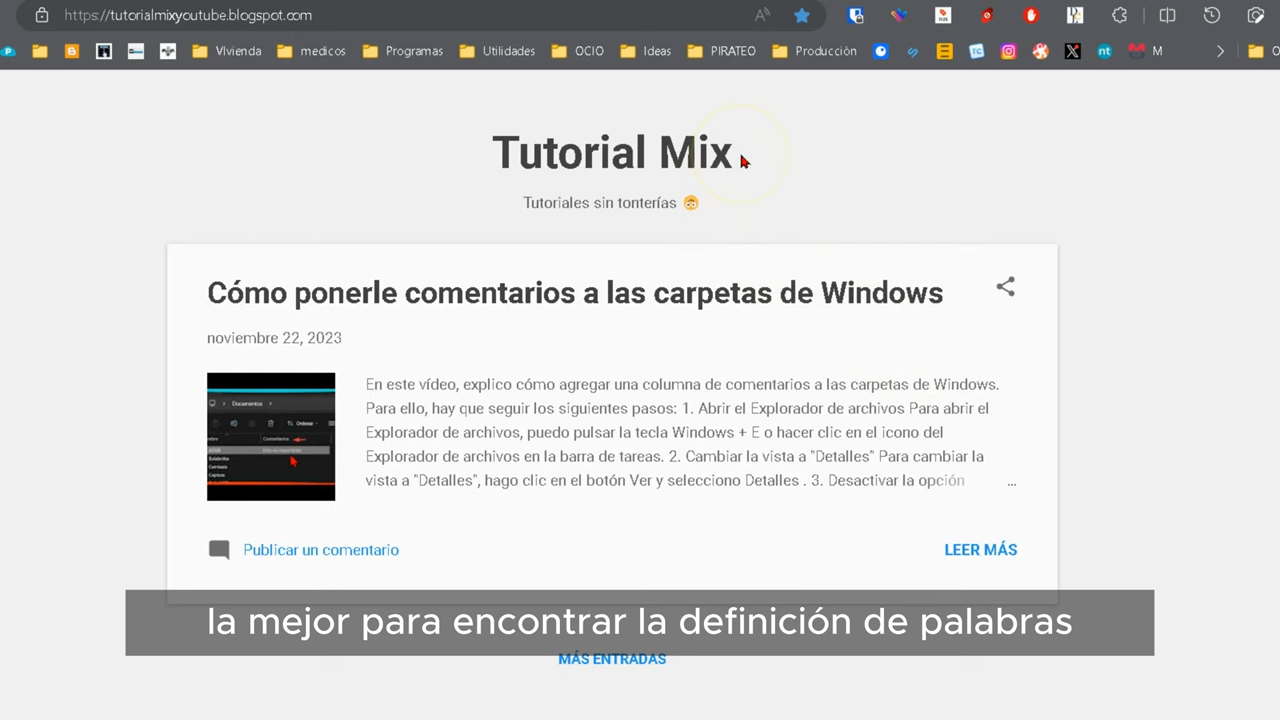 https://tutorialmixyoutube.blogspot.com
VIvienda medicos Programas Utilidades OCIO Ideas PIRATEO Producción M
Tutorial Mix
Tutoriales sin tonterías
Cómo ponerle comentarios a las carpetas de Windows
noviembre 22, 2023
En este vídeo, explico cómo agregar una columna de comentarios a las carpetas de Windows.
Para ello, hay que seguir los siguientes pasos: 1. Abrir el Explorador de archivos Para abrir el
Explorador de archivos, puedo pulsar la tecla Windows + E o hacer clic en el icono del
Explorador de archivos en la barra de tareas. 2. Cambiar la vista a "Detalles" Para cambiar la
vista a "Detalles", hago clic en el botón Ver y selecciono Detalles . 3. Desactivar la opción ...
Documentos
Ordenar
Comentarios
Publicar un comentario
LEER MÁS
la mejor para encontrar la definición de palabras
MÁS ENTRADAS